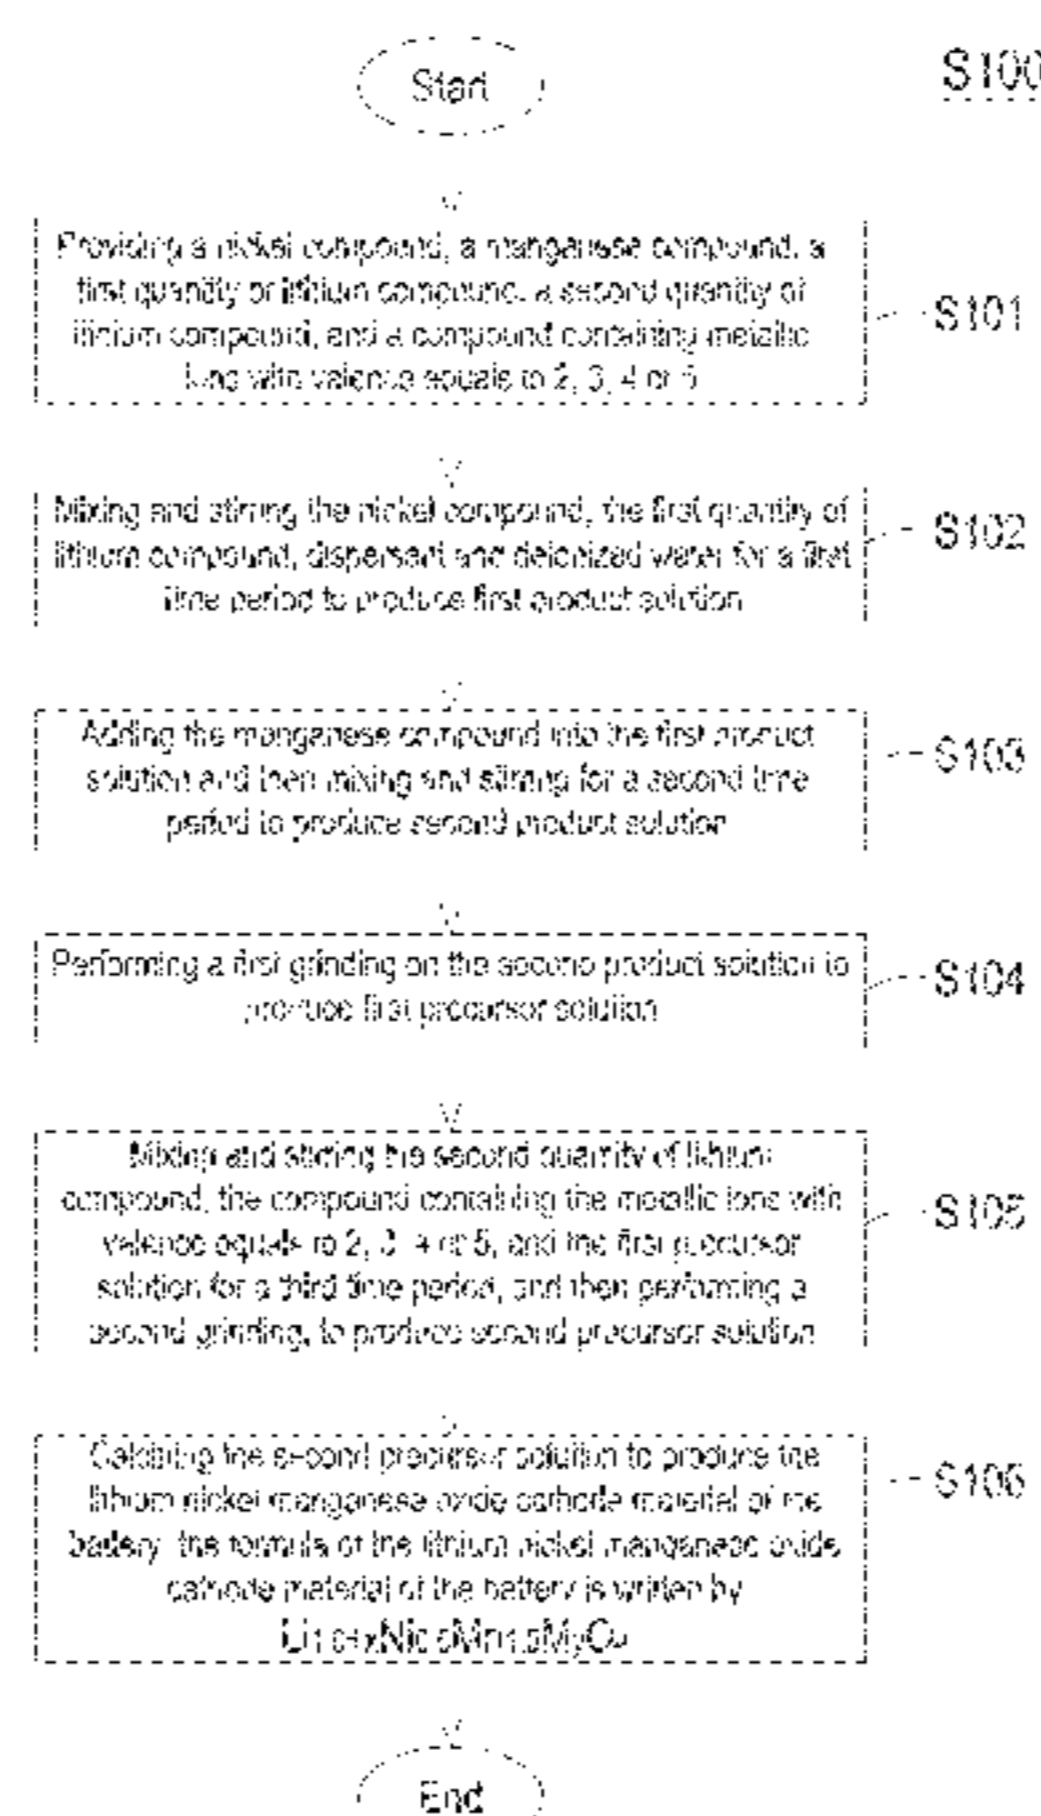 Start
S100
Providing a nickel compound, a manganese compound, a
first quantity of lithium compound, a second quantity of
lithium compound, and a compound containing metallic
ions with valence equals to 2, 3, 4 or 5
S101
Mixing and stirring the nickel compound, the first quantity of
lithium compound, dispersant and deionized water for a first
time period to produce first product solution
S102
Adding the manganese compound into the first product
solution and then mixing and stirring for a second time
period to produce second product solution
S103
Performing a first grinding on the second product solution to
produce first precursor solution
S104
Mixing and stirring the second quantity of lithium
compound, the compound containing the metallic ions with
valence equals to 2, 3, 4 or 5, and the first precursor
solution for a third time period, and then performing a
second grinding, to produce second precursor solution
S105
Calcining the second precursor solution to produce the
lithium nickel manganese oxide cathode material of the
battery, the formula of the lithium nickel manganese oxide
cathode material of the battery is written by
Li1.0+xNi0.5Mn1.5MyO4
S106
End